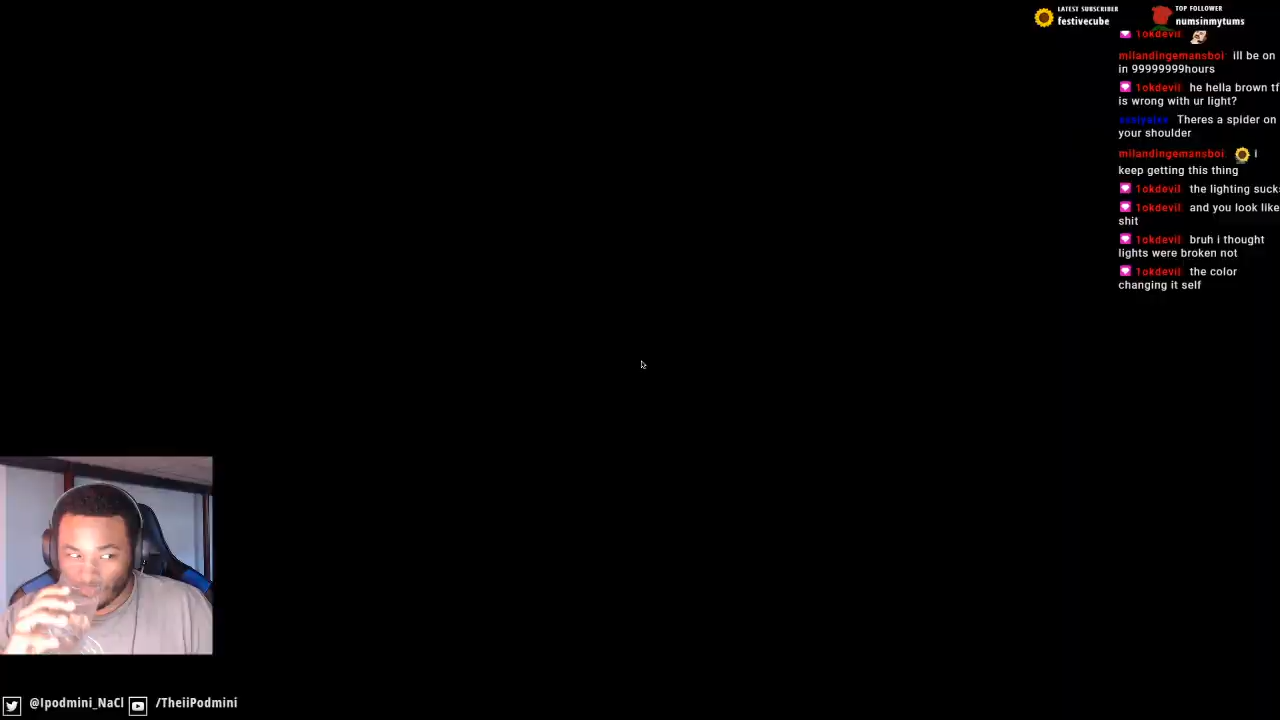 LATEST SUBSCRIBER
festivecube
TOP FOLLOWER
numsinmytums
1okdevil
milandingemansboi ill be on
in 99999999hours
1okdevil he hella brown tf
is wrong with ur light?
Theres a spider on
your shoulder
milandingemansboi i
keep getting this thing
1okdevil the lighting sucks
1okdevil and you look like
shit
1okdevil bruh i thought
lights were broken not
1okdevil the color
changing it self
@Ipodmini_NaCl /TheiiPodmini